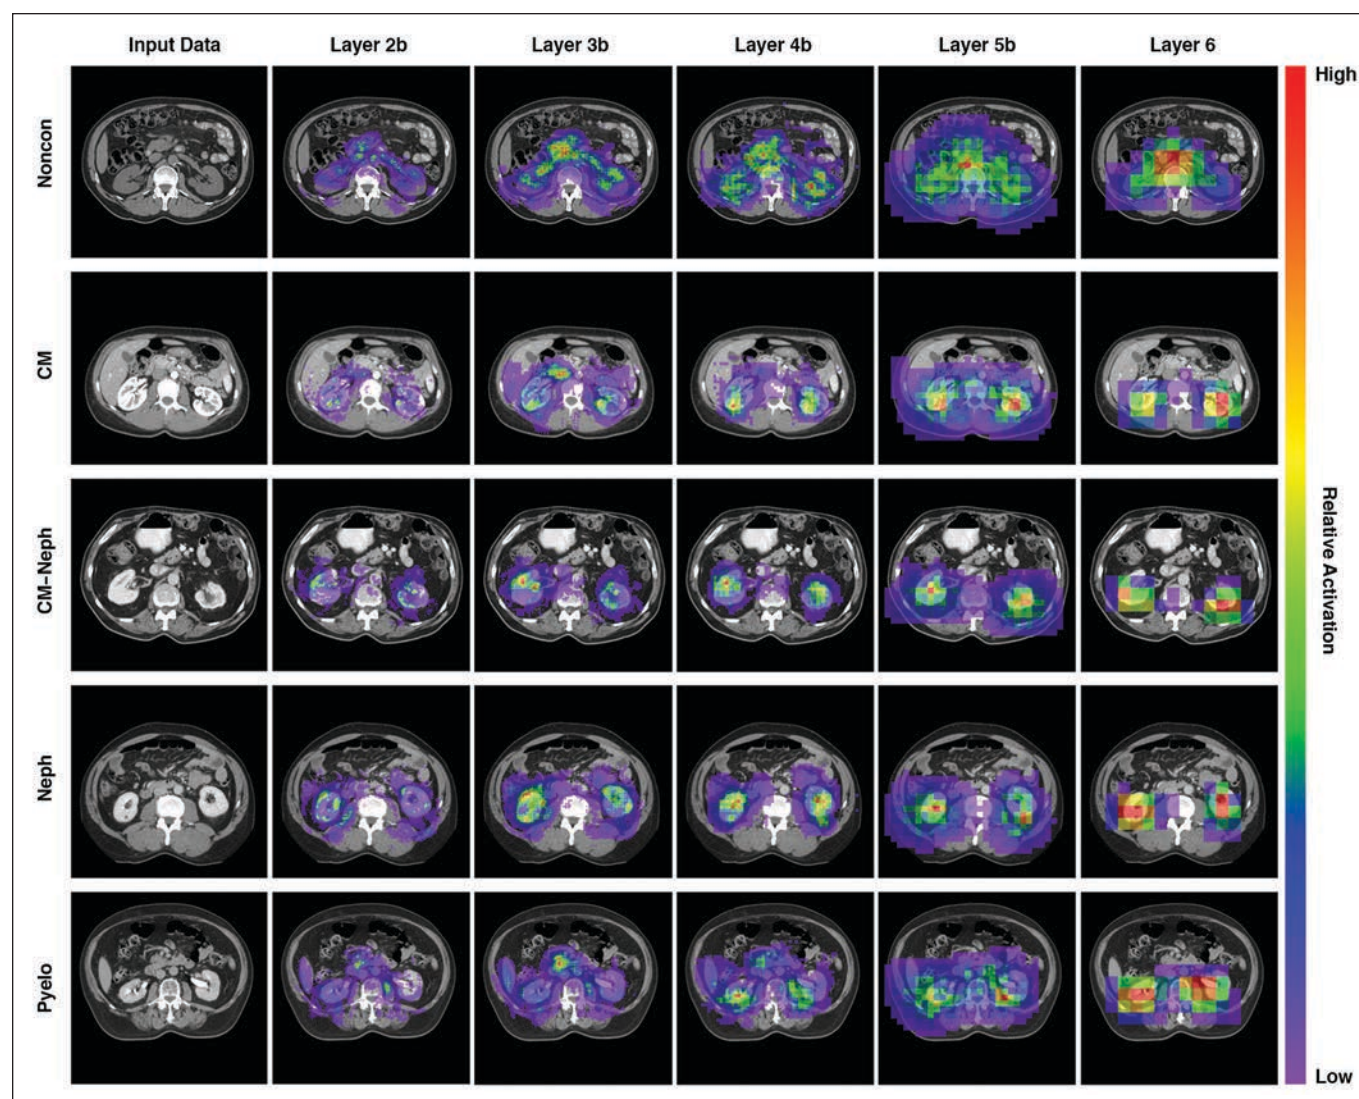 Input Data Layer 2b Layer 3b Layer 4b Layer 5b Layer 6
High
Noncon
CM
CM–Neph
Neph
Pyelo
Relative Activation
Low